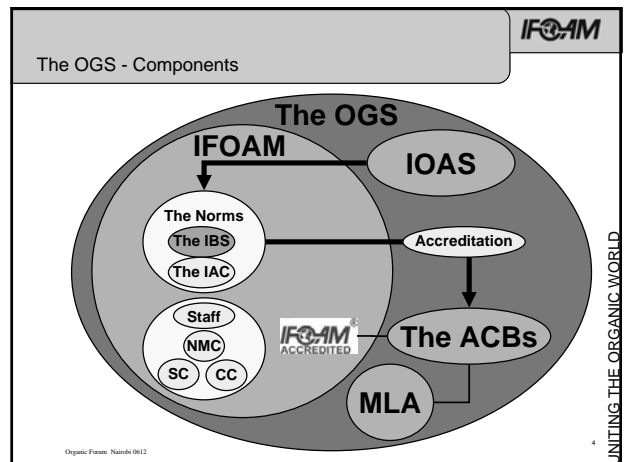 IFOAM
The OGS - Components
The OGS
IFOAM
IOAS
The Norms
The IBS
The IAC
Accreditation
Staff
NMC
SC CC
IFOAM®
ACCREDITED
The ACBs
MLA
UNITING THE ORGANIC WORLD
Organic Forum Nairobi 0612
4